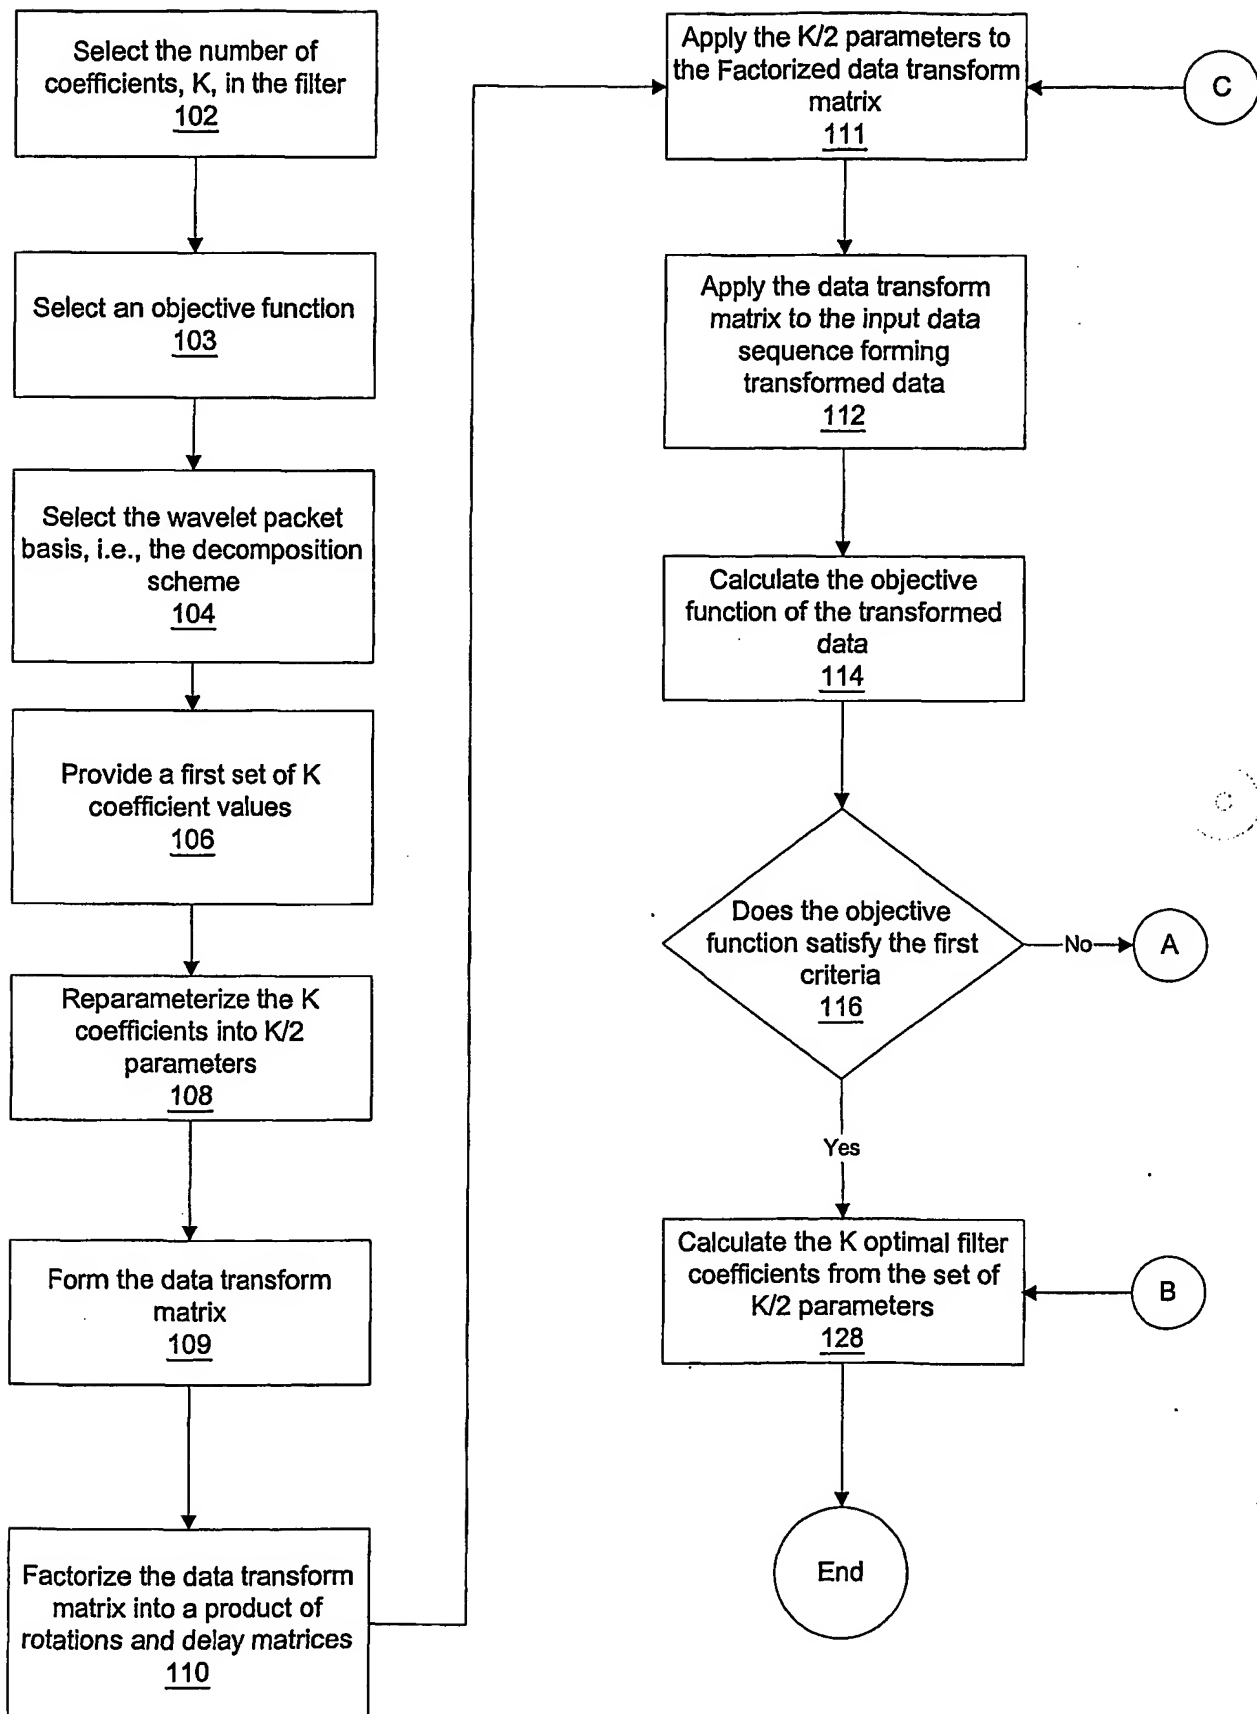 Select the number of
coefficients, K, in the filter
102
Select an objective function
103
Select the wavelet packet
basis, i.e., the decomposition
scheme
104
Provide a first set of K
coefficient values
106
Reparameterize the K
coefficients into K/2
parameters
108
Form the data transform
matrix
109
Factorize the data transform
matrix into a product of
rotations and delay matrices
110
Apply the K/2 parameters to
the Factorized data transform
matrix
111
C
Apply the data transform
matrix to the input data
sequence forming
transformed data
112
Calculate the objective
function of the transformed
data
114
Does the objective
function satisfy the first
criteria
116
No
A
Yes
Calculate the K optimal filter
coefficients from the set of
K/2 parameters
128
B
End